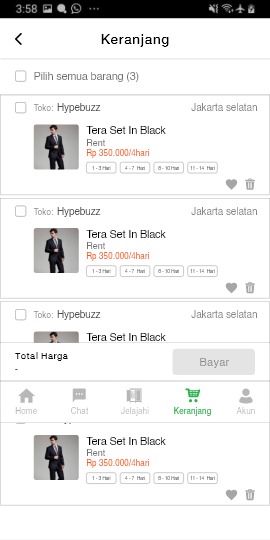 3:58
Keranjang
Pilih semua barang (3)
Toko: Hypebuzz Jakarta selatan
Tera Set In Black
Rent
Rp 350.000/4hari
1 - 3 Hari 4 - 7 Hari 8 - 10 Hari 11 - 14 Hari
Toko: Hypebuzz Jakarta selatan
Tera Set In Black
Rent
Rp 350.000/4hari
1 - 3 Hari 4 - 7 Hari 8 - 10 Hari 11 - 14 Hari
Toko: Hypebuzz Jakarta selatan
Tera Set In Black
Total Harga
-
Bayar
Home Chat Jelajahi Keranjang Akun
Tera Set In Black
Rent
Rp 350.000/4hari
1 - 3 Hari 4 - 7 Hari 8 - 10 Hari 11 - 14 Hari